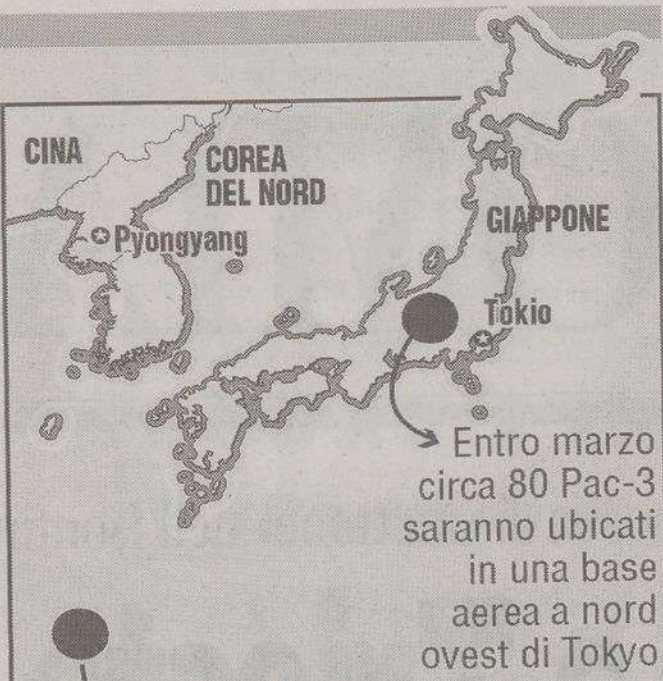 CINA
COREA
DEL NORD
Pyongyang
GIAPPONE
Tokio
Entro marzo
circa 80 Pac-3
saranno ubicati
in una base
aerea a nord
ovest di Tokyo